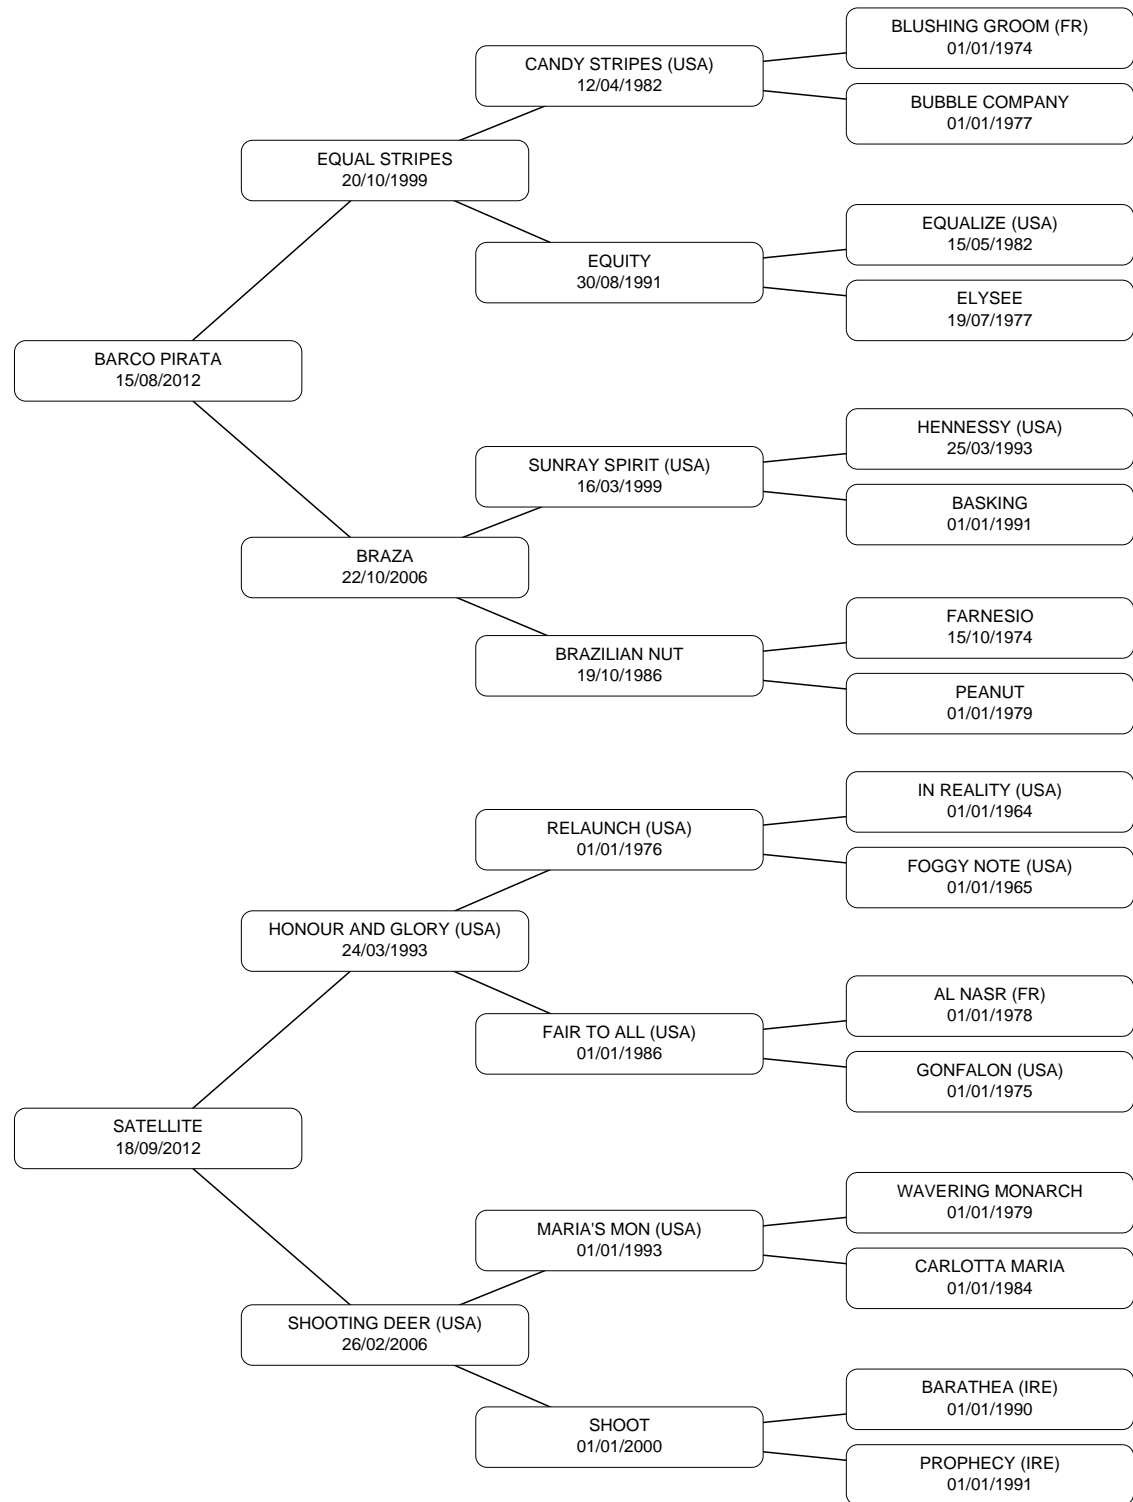 BLUSHING GROOM (FR)
01/01/1974
CANDY STRIPES (USA)
12/04/1982
BUBBLE COMPANY
01/01/1977
EQUAL STRIPES
20/10/1999
EQUALIZE (USA)
15/05/1982
EQUITY
30/08/1991
ELYSEE
19/07/1977
BARCO PIRATA
15/08/2012
HENNESSY (USA)
25/03/1993
SUNRAY SPIRIT (USA)
16/03/1999
BASKING
01/01/1991
BRAZA
22/10/2006
FARNESIO
15/10/1974
BRAZILIAN NUT
19/10/1986
PEANUT
01/01/1979
IN REALITY (USA)
01/01/1964
RELAUNCH (USA)
01/01/1976
FOGGY NOTE (USA)
01/01/1965
HONOUR AND GLORY (USA)
24/03/1993
AL NASR (FR)
01/01/1978
FAIR TO ALL (USA)
01/01/1986
GONFALON (USA)
01/01/1975
SATELLITE
18/09/2012
WAVERING MONARCH
01/01/1979
MARIA'S MON (USA)
01/01/1993
CARLOTTA MARIA
01/01/1984
SHOOTING DEER (USA)
26/02/2006
BARATHEA (IRE)
01/01/1990
SHOOT
01/01/2000
PROPHECY (IRE)
01/01/1991